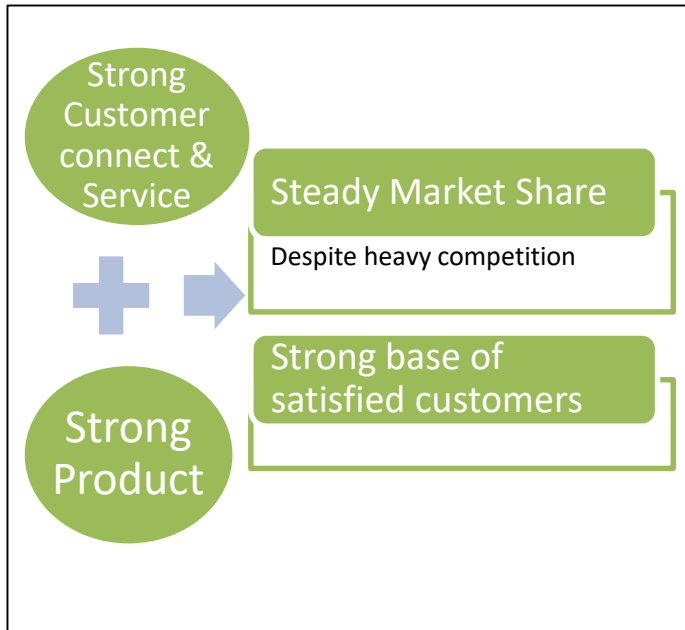 Strong
Customer
connect &
Service
Strong
Product
Steady Market Share
Despite heavy competition
Strong base of
satisfied customers